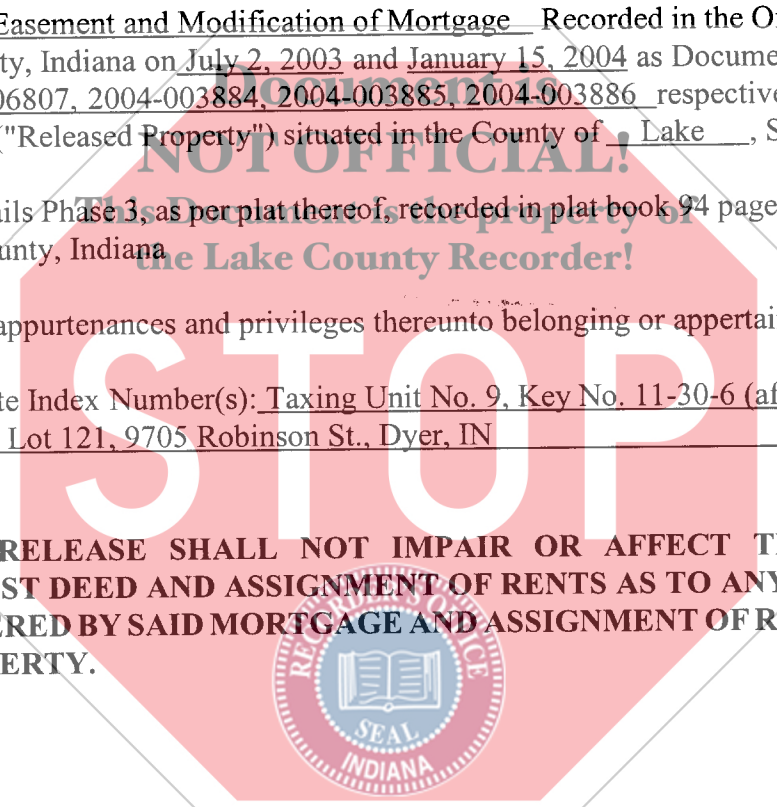 Easement and Modification of Mortgage Recorded in the O
ty, Indiana on July 2, 2003 and January 15, 2004 as Docume
Document is
06807, 2004-003884, 2004-003885, 2004-003886 respective
("Released Property") situated in the County of Lake, S
NOT OFFICIAL!
ils Phase 3, as per plat thereof, recorded in plat book 94 page
This Document is the property of
unty, Indiana
the Lake County Recorder!
appurtenances and privileges thereunto belonging or appertai
STOP
te Index Number(s): Taxing Unit No. 9, Key No. 11-30-6 (af
Lot 121, 9705 Robinson St., Dyer, IN
RELEASE SHALL NOT IMPAIR OR AFFECT T
ST DEED AND ASSIGNMENT OF RENTS AS TO ANY
ERED BY SAID MORTGAGE AND ASSIGNMENT OF R
ERTY.
RECORDER'S OFFICE
SEAL
INDIANA